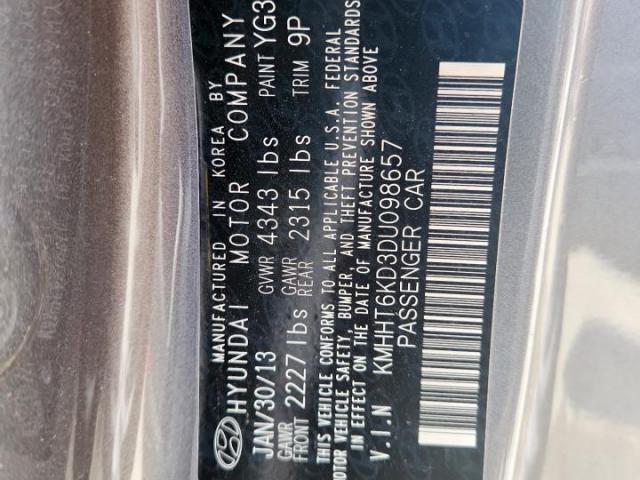 MANUFACTURED IN KOREA BY
HYUNDAI MOTOR COMPANY
JAN/30/13 GVWR 4343 lbs PAINT YG3
GAWR FRONT 2227 lbs GAWR REAR 2315 lbs TRIM 9P
THIS VEHICLE CONFORMS TO ALL APPLICABLE U.S.A. FEDERAL
MOTOR VEHICLE SAFETY, BUMPER, AND THEFT PREVENTION STANDARDS
IN EFFECT ON THE DATE OF MANUFACTURE SHOWN ABOVE
V.I.N KMHHT6KD3DU098657
PASSENGER CAR